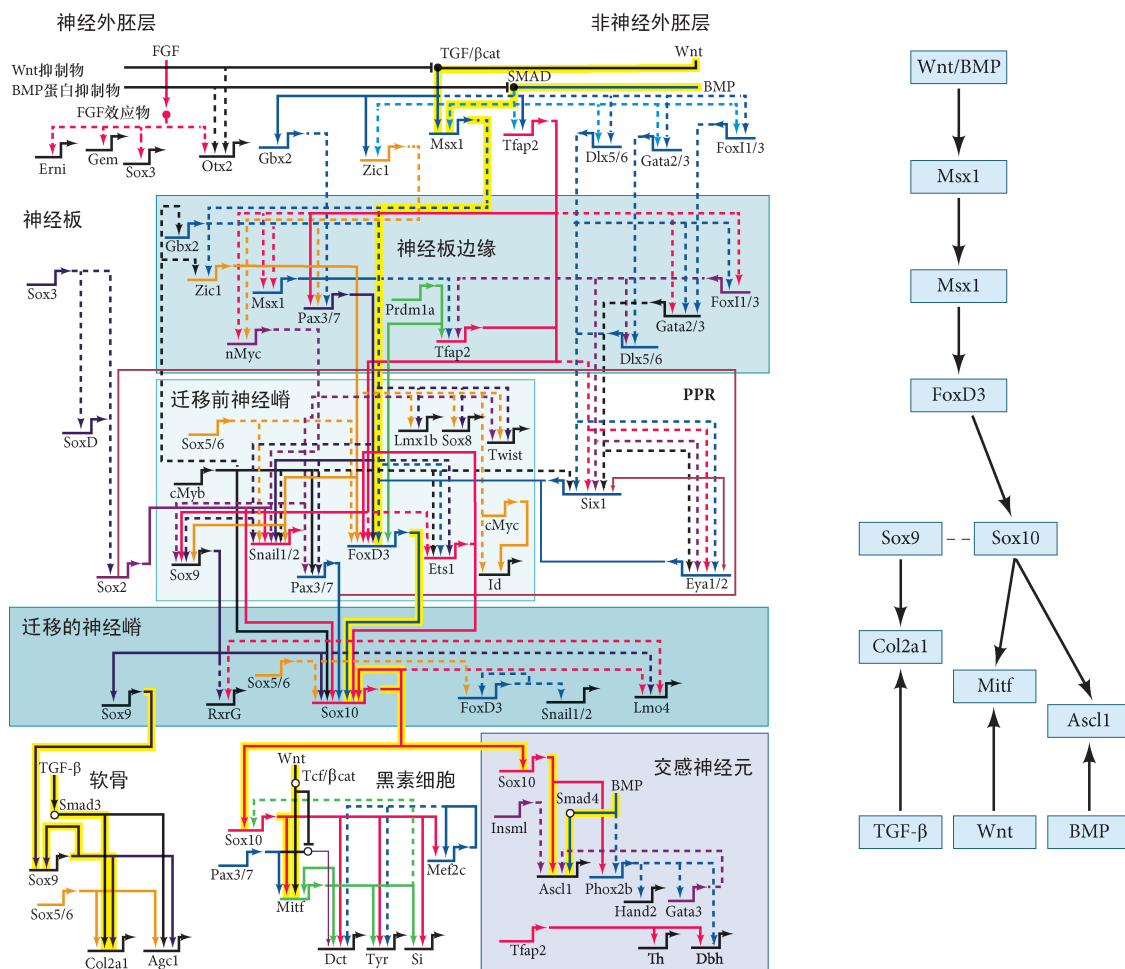 神经外胚层
非神经外胚层
FGF
TGF/βcat
Wnt
Wnt抑制物
SMAD
BMP蛋白抑制物
BMP
FGF效应物
Erni
Gem
Sox3
Otx2
Gbx2
Zic1
Msx1
Tfap2
Dlx5/6
Gata2/3
FoxI1/3
神经板
Gbx2
神经板边缘
Sox3
Zic1
Msx1
Pax3/7
Prdm1a
FoxI1/3
Gata2/3
nMyc
Tfap2
Dlx5/6
迁移前神经嵴
PPR
SoxD
Sox5/6
Lmx1b
Sox8
Twist
cMyb
Six1
cMyc
Sox2
Sox9
Snail1/2
Pax3/7
FoxD3
Ets1
Id
Eya1/2
迁移的神经嵴
Sox5/6
Sox9
RxrG
Sox10
FoxD3
Snail1/2
Lmo4
TGF-β
软骨
Smad3
Sox9
Sox5/6
Col2a1
Agc1
Wnt
Tcf/βcat
黑素细胞
Sox10
Pax3/7
Mef2c
Mitf
Dct
Tyr
Si
交感神经元
Sox10
BMP
Smad4
Insml
Ascl1
Phox2b
Hand2
Gata3
Tfap2
Th
Dbh
Wnt/BMP
Msx1
Msx1
FoxD3
Sox9
Sox10
Col2a1
Mitf
Ascl1
TGF-β
Wnt
BMP